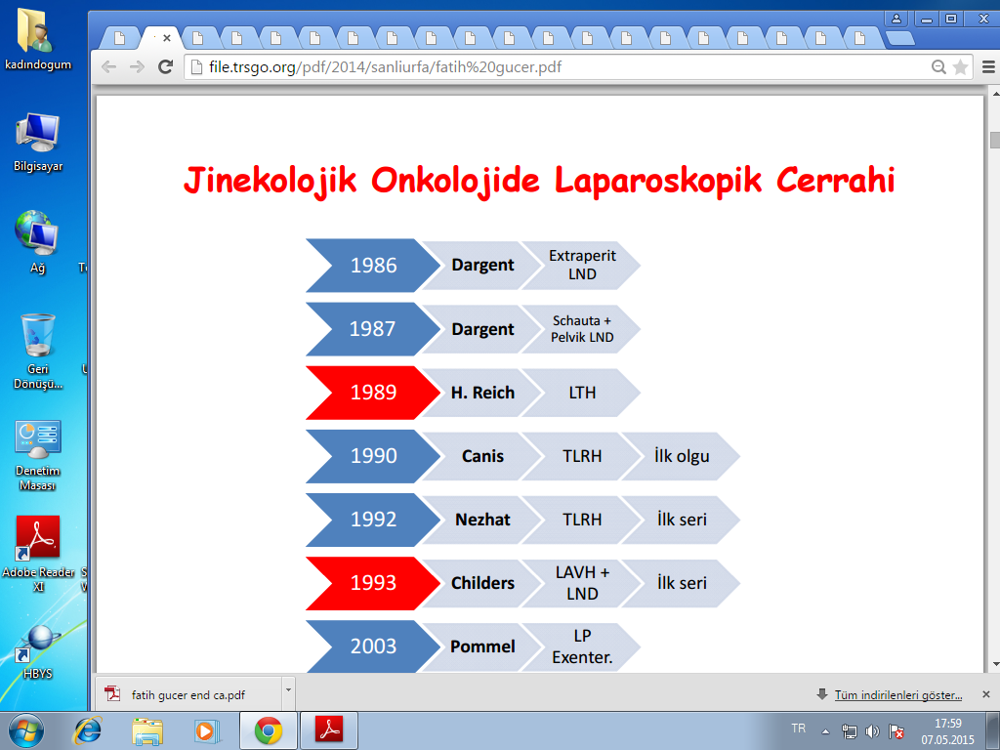 kadındogum
Bilgisayar
Ağ
Geri
Dönüşü...
Denetim
Masası
Adobe Reader
XI
HBYS
file.trsgo.org/pdf/2014/sanliurfa/fatih%20gucer.pdf
Jinekolojik Onkolojide Laparoskopik Cerrahi
1986 Dargent Extraperit
LND
1987 Dargent Schauta +
Pelvik LND
1989 H. Reich LTH
1990 Canis TLRH İlk olgu
1992 Nezhat TLRH İlk seri
1993 Childers LAVH +
LND İlk seri
2003 Pommel LP
Exenter.
fatih gucer end ca.pdf
Tüm indirilenleri göster...
TR
17:59
07.05.2015